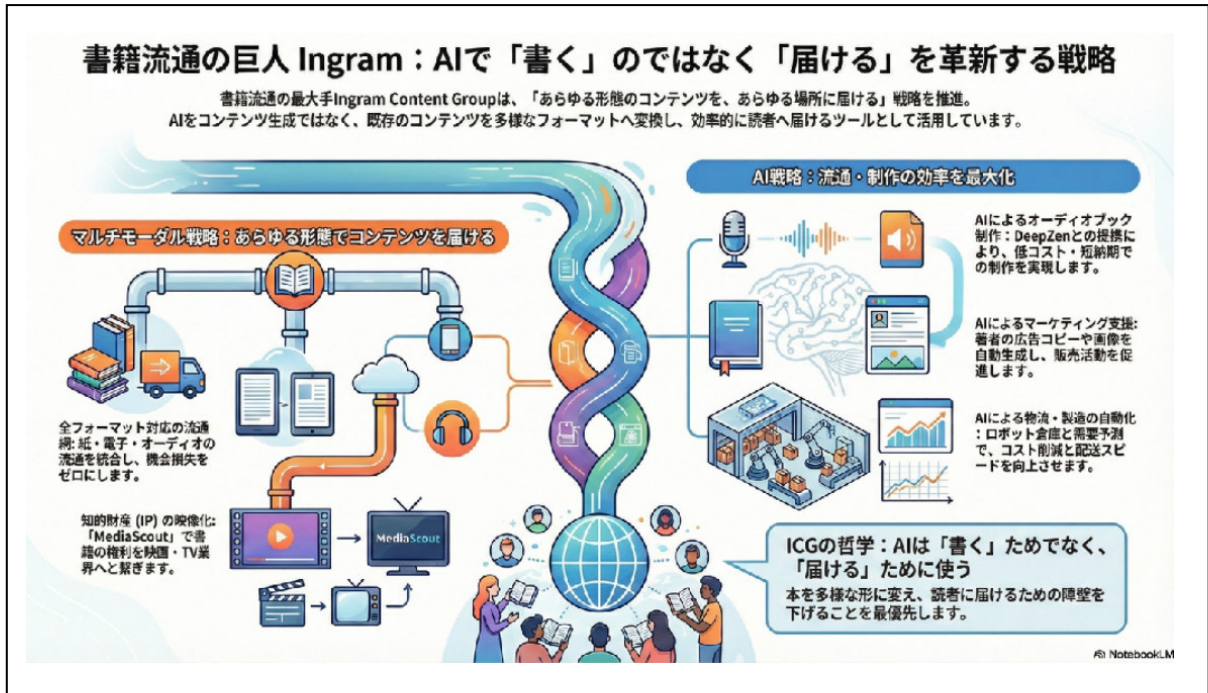 書籍流通の巨人 Ingram：AIで「書く」のではなく「届ける」を革新する戦略
書籍流通の最大手Ingram Content Groupは、「あらゆる形態のコンテンツを、あらゆる場所に届ける」戦略を推進。
AIをコンテンツ生成ではなく、既存のコンテンツを多様なフォーマットへ変換し、効率的に読者へ届けるツールとして活用しています。
マルチモーダル戦略：あらゆる形態でコンテンツを届ける
全フォーマット対応の流通
網: 紙・電子・オーディオの
流通を統合し、機会損失を
ゼロにします。
知的財産 (IP) の映像化:
「MediaScout」で書
籍の権利を映画・TV業
界へと繋ぎます。
MediaScout
AI戦略：流通・制作の効率を最大化
AIによるオーディオブック
制作：DeepZenとの提携に
より、低コスト・短納期で
の制作を実現します。
AIによるマーケティング支援:
著者の広告コピーや画像を
自動生成し、販売活動を促
進します。
AIによる物流・製造の自動化
：ロボット倉庫と需要予測
で、コスト削減と配送スピ
ードを向上させます。
ICGの哲学：AIは「書く」ためでなく、
「届ける」ために使う
本を多様な形に変え、読者に届けるための障壁を
下げることを最優先します。
NotebookLM